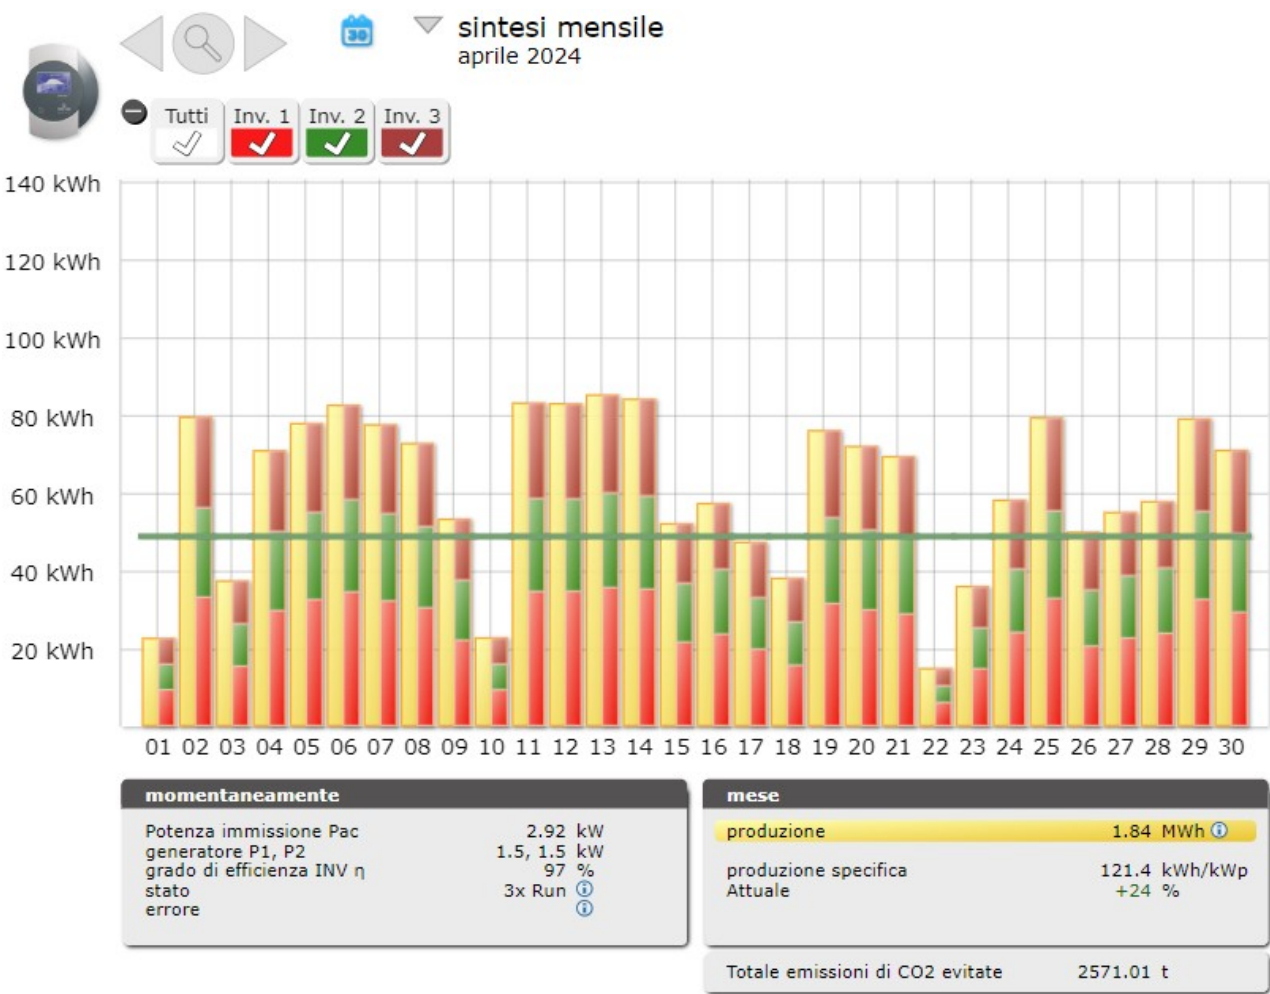 sintesi mensile
aprile 2024
30
Tutti Inv. 1 Inv. 2 Inv. 3
140 kWh
120 kWh
100 kWh
80 kWh
60 kWh
40 kWh
20 kWh
01 02 03 04 05 06 07 08 09 10 11 12 13 14 15 16 17 18 19 20 21 22 23 24 25 26 27 28 29 30
momentaneamente
Potenza immissione Pac 2.92 kW
generatore P1, P2 1.5, 1.5 kW
grado di efficienza INV η 97 %
stato 3x Run
errore
mese
produzione 1.84 MWh
produzione specifica 121.4 kWh/kWp
Attuale +24 %
Totale emissioni di CO2 evitate 2571.01 t